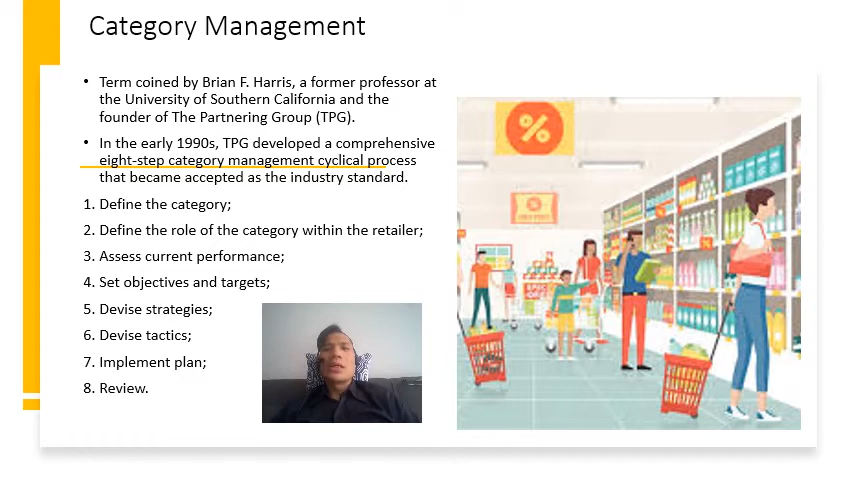 Category Management
• Term coined by Brian F. Harris, a former professor at
the University of Southern California and the
founder of The Partnering Group (TPG).
• In the early 1990s, TPG developed a comprehensive
eight-step category management cyclical process
that became accepted as the industry standard.
1. Define the category;
2. Define the role of the category within the retailer;
3. Assess current performance;
4. Set objectives and targets;
5. Devise strategies;
6. Devise tactics;
7. Implement plan;
8. Review.
%
%